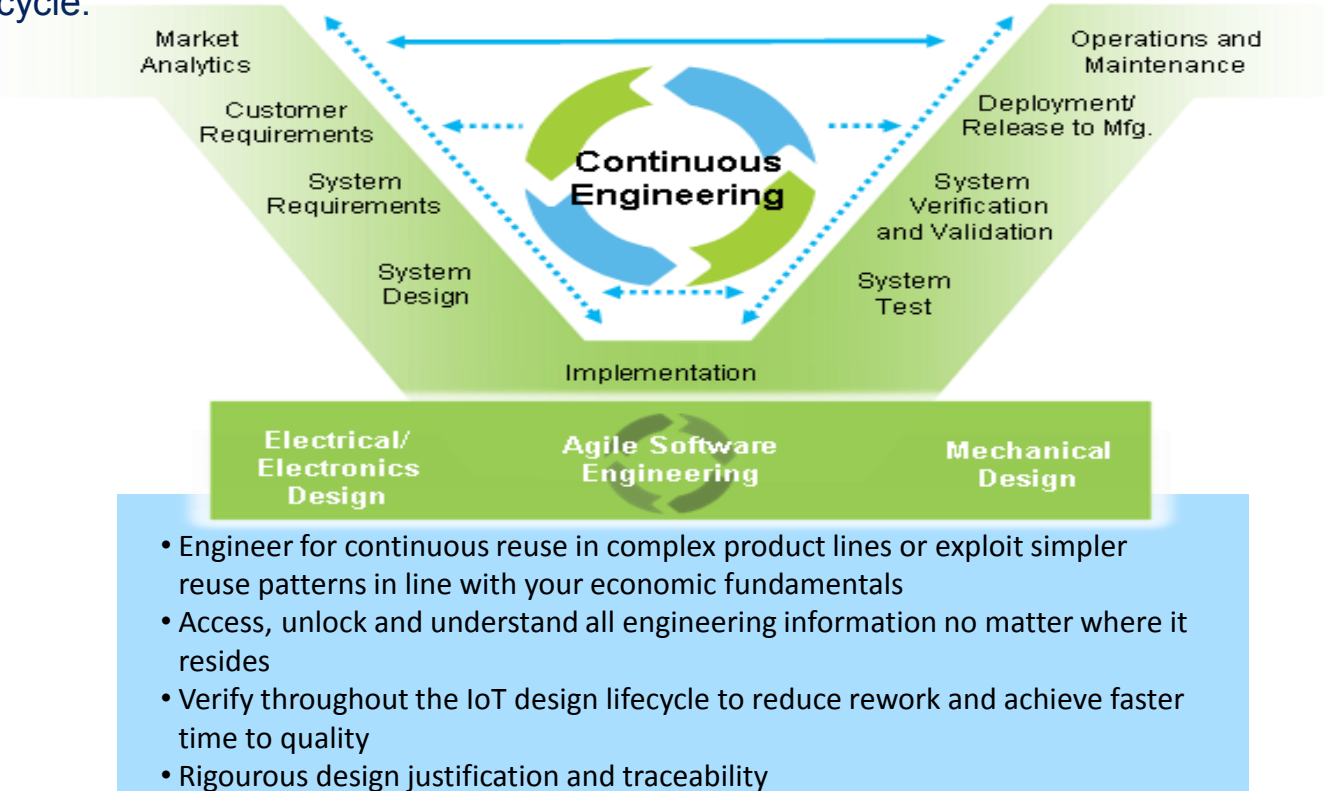 cycle.
Market
Analytics
Customer
Requirements
System
Requirements
System
Design
Continuous
Engineering
Operations and
Maintenance
Deployment/
Release to Mfg.
System
Verification
and Validation
System
Test
Implementation
Electrical/
Electronics
Design
Agile Software
Engineering
Mechanical
Design
• Engineer for continuous reuse in complex product lines or exploit simpler
reuse patterns in line with your economic fundamentals
• Access, unlock and understand all engineering information no matter where it
resides
• Verify throughout the IoT design lifecycle to reduce rework and achieve faster
time to quality
• Rigourous design justification and traceability